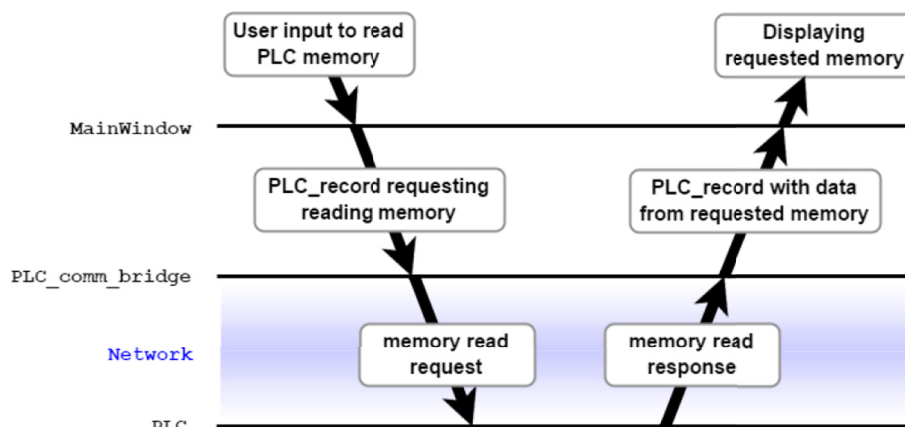 User input to read
PLC memory
Displaying
requested memory
MainWindow
PLC_record requesting
reading memory
PLC_record with data
from requested memory
PLC_comm_bridge
memory read
request
memory read
response
Network
PLC